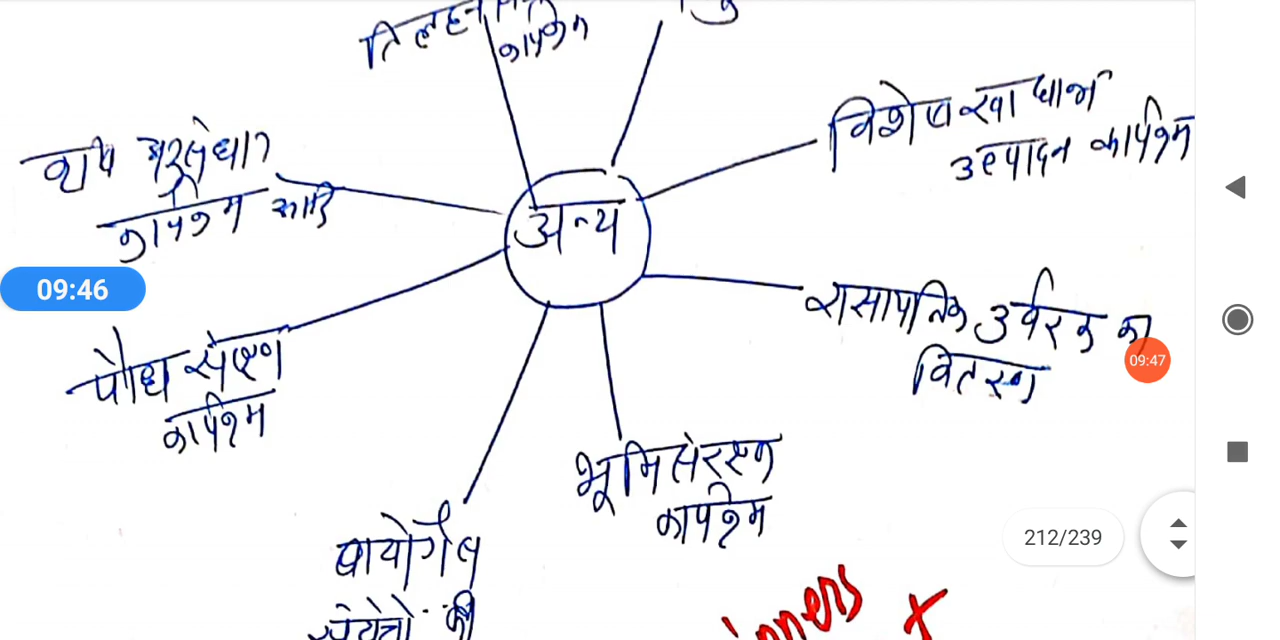 तिलहन
कार्यक्रम
विशेष खाद्यान्न
उत्पादन कार्यक्रम
अन्य
कार्यक्रम आदि
09:46
रासायनिक उर्वरक का
वितरण
09:47
पौध संरक्षण
कार्यक्रम
भूमि संरक्षण
कार्यक्रम
212/239
बायोगैस
संयंत्रों की